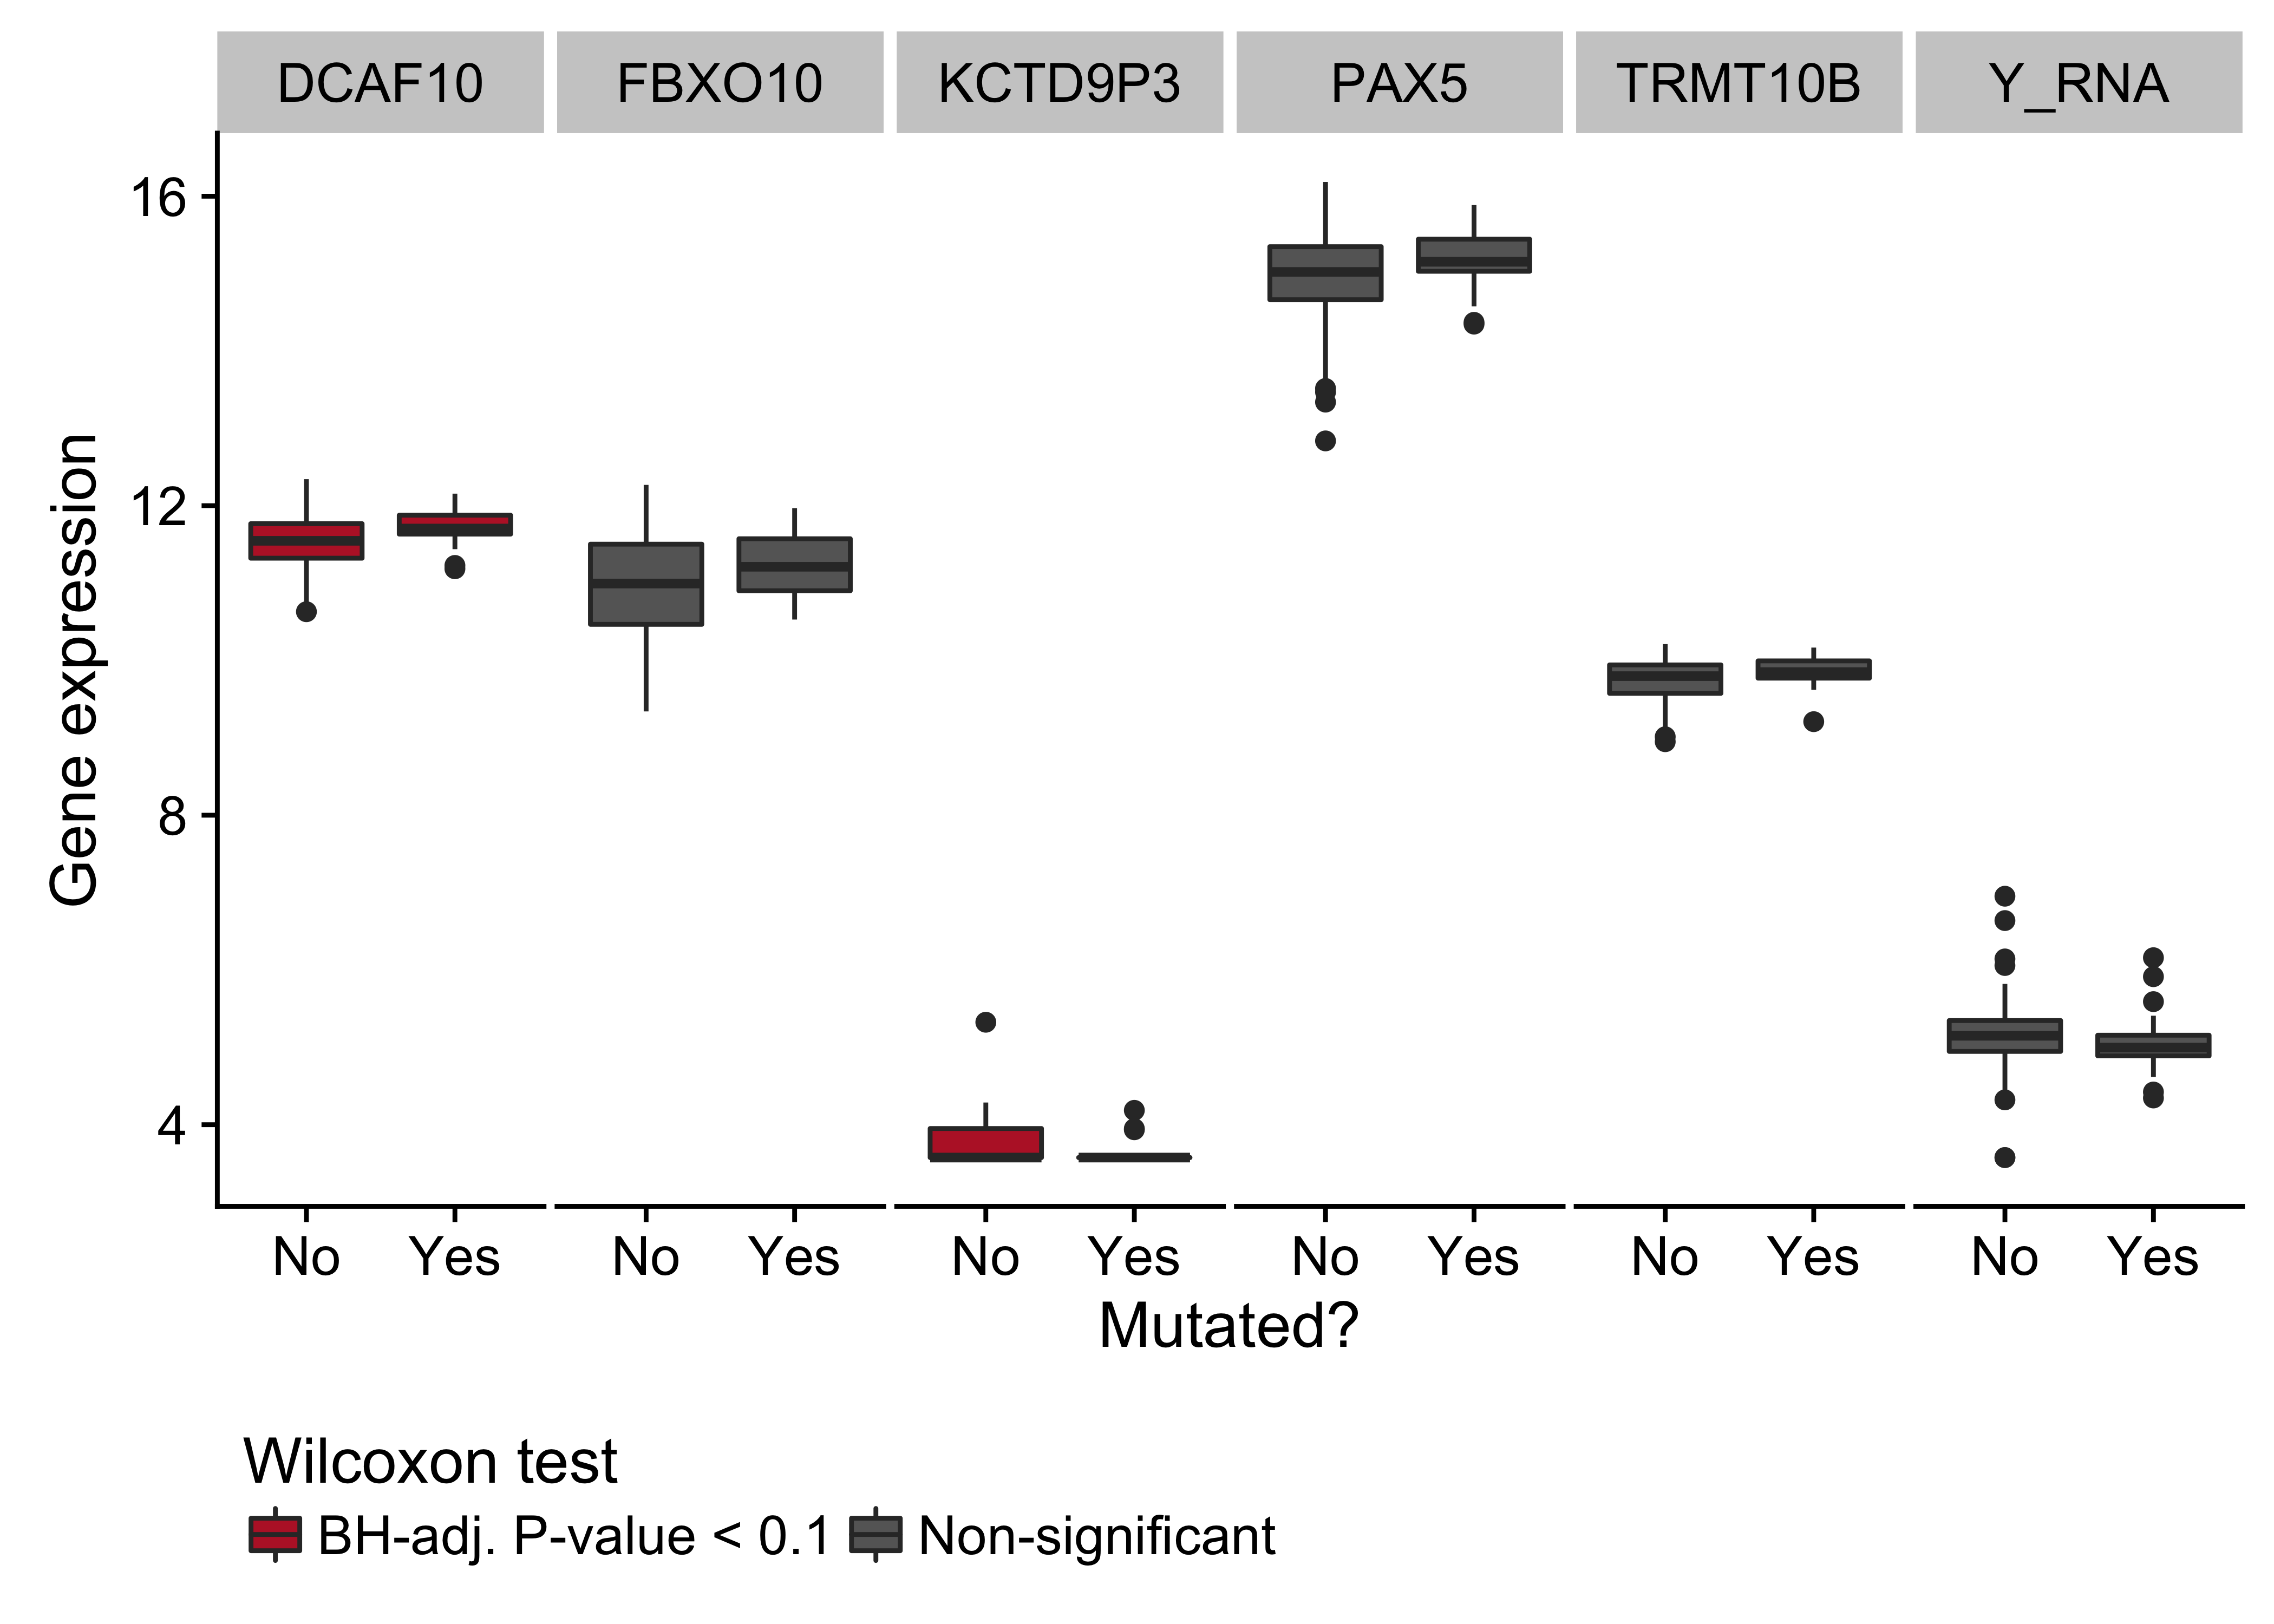 DCAF10 FBXO10 KCTD9P3 PAX5 TRMT10B Y_RNA
16
12
8
4
Gene expression
No Yes No Yes No Yes No Yes No Yes No Yes
Mutated?
Wilcoxon test
BH-adj. P-value < 0.1 Non-significant